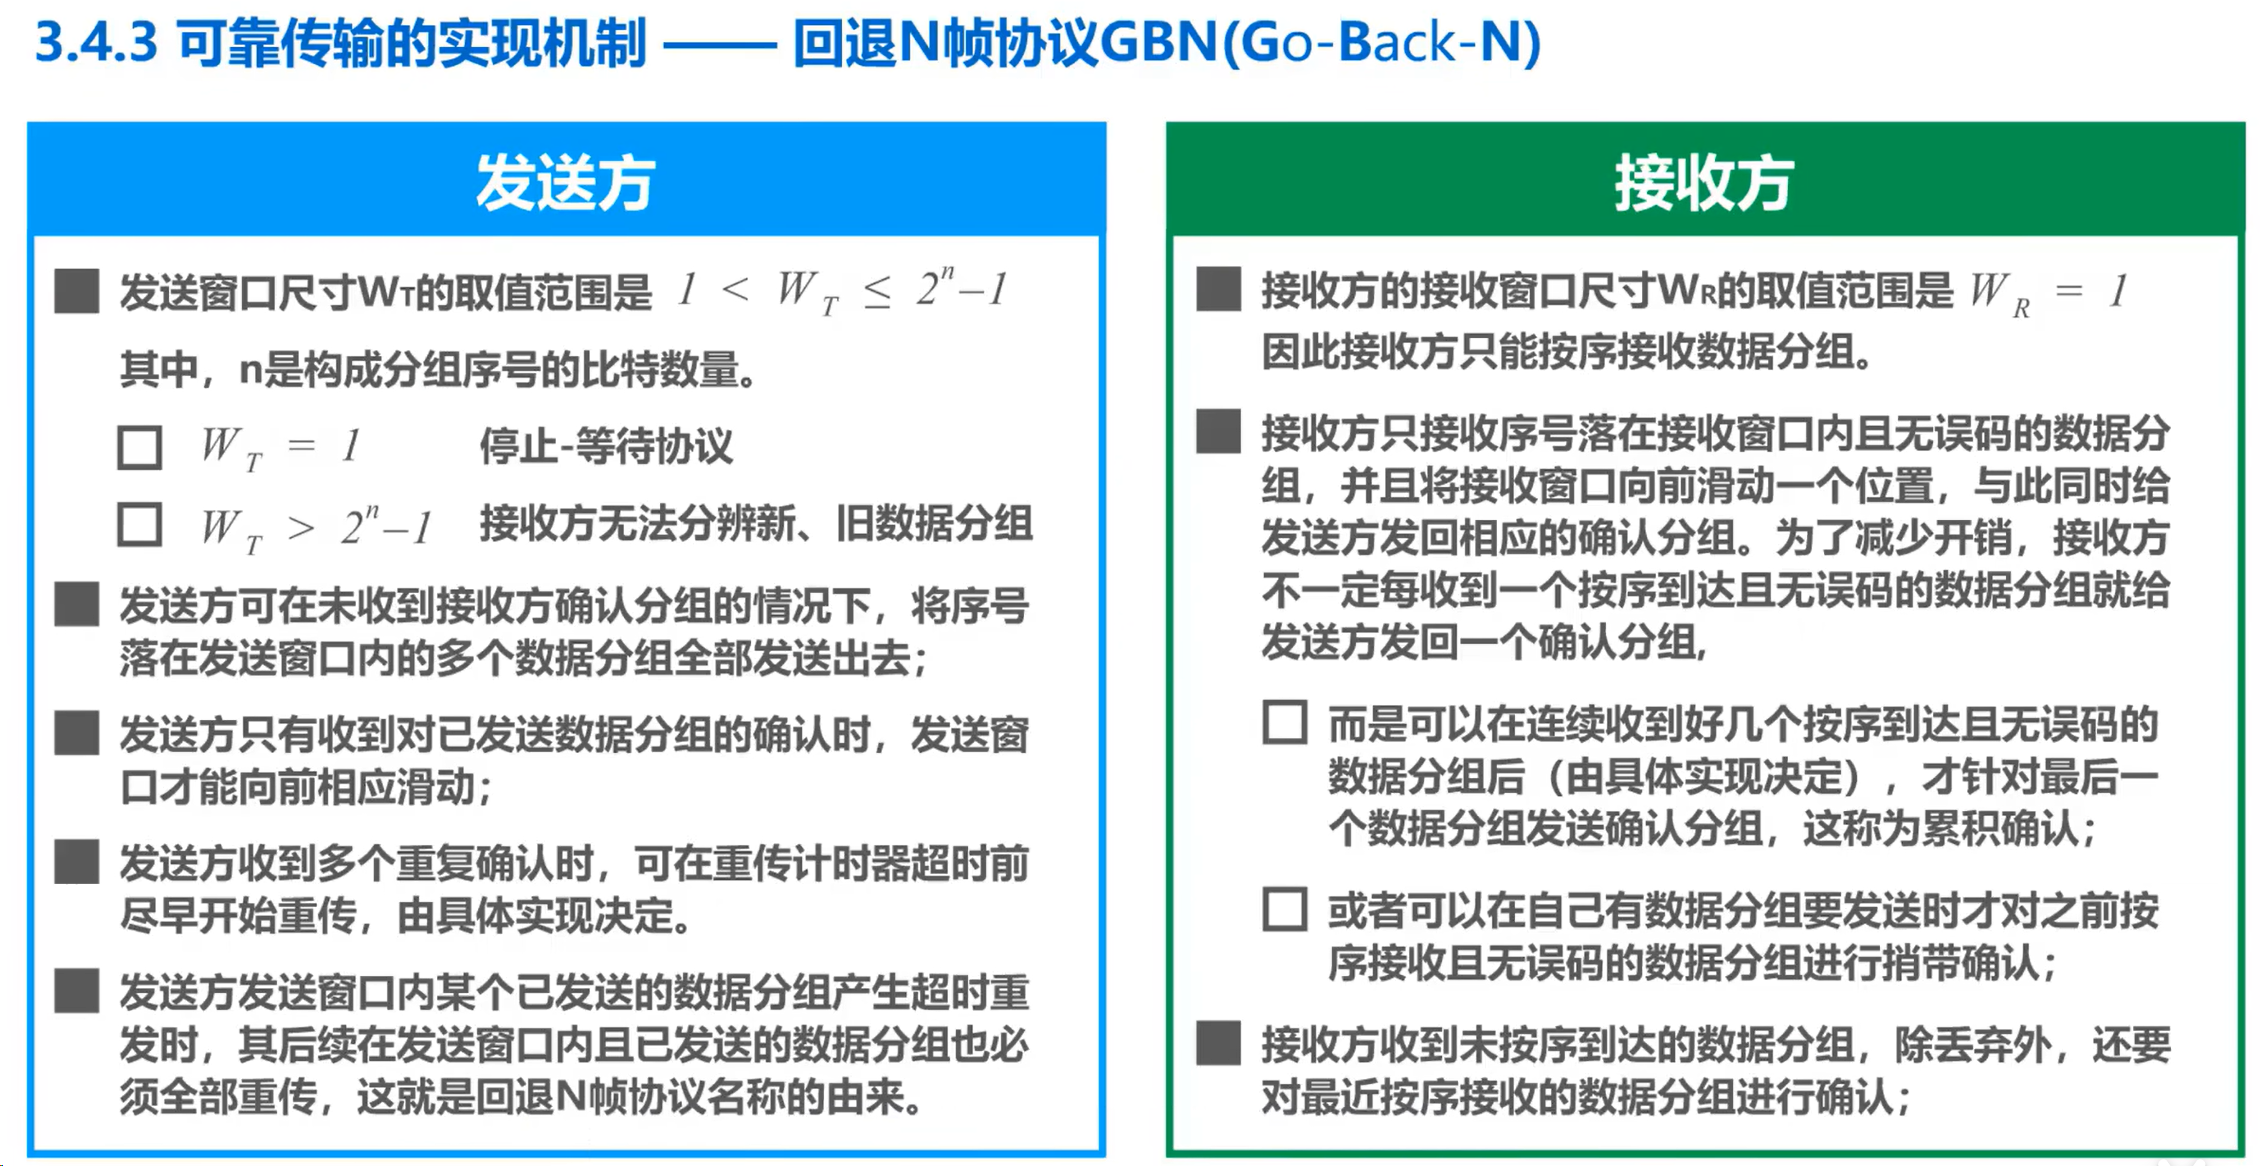 3.4.3 可靠传输的实现机制 —— 回退N帧协议GBN(Go-Back-N)
发送方
发送窗口尺寸WT的取值范围是 1 < W_T ≤ 2^n–1
其中，n是构成分组序号的比特数量。
W_T = 1 停止-等待协议
W_T > 2^n–1 接收方无法分辨新、旧数据分组
发送方可在未收到接收方确认分组的情况下，将序号
落在发送窗口内的多个数据分组全部发送出去；
发送方只有收到对已发送数据分组的确认时，发送窗
口才能向前相应滑动；
发送方收到多个重复确认时，可在重传计时器超时前
尽早开始重传，由具体实现决定。
发送方发送窗口内某个已发送的数据分组产生超时重
发时，其后续在发送窗口内且已发送的数据分组也必
须全部重传，这就是回退N帧协议名称的由来。
接收方
接收方的接收窗口尺寸WR的取值范围是 W_R = 1
因此接收方只能按序接收数据分组。
接收方只接收序号落在接收窗口内且无误码的数据分
组，并且将接收窗口向前滑动一个位置，与此同时给
发送方发回相应的确认分组。为了减少开销，接收方
不一定每收到一个按序到达且无误码的数据分组就给
发送方发回一个确认分组,
而是可以在连续收到好几个按序到达且无误码的
数据分组后（由具体实现决定），才针对最后一
个数据分组发送确认分组，这称为累积确认；
或者可以在自己有数据分组要发送时才对之前按
序接收且无误码的数据分组进行捎带确认；
接收方收到未按序到达的数据分组，除丢弃外，还要
对最近按序接收的数据分组进行确认；